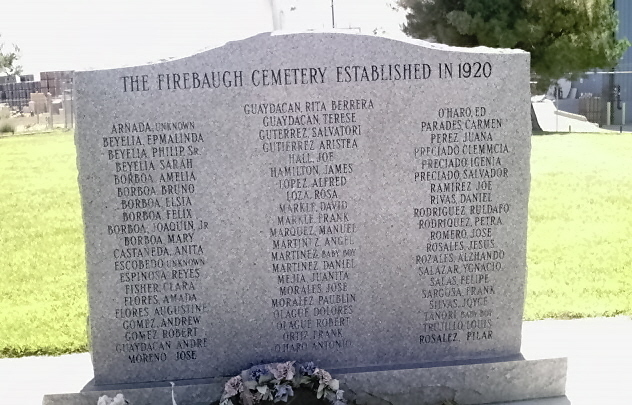 THE FIREBAUGH CEMETERY ESTABLISHED IN 1920
ARNADA, UNKNOWN
BEYELIA, EPMALINDA
BEYELIA, PHILIP, SR
BEYELIA, SARAH
BORBOA, AMELIA
BORBOA, BRUNO
BORBOA, ELSIA
BORBOA, FELIX
BORBOA, JOAQUIN, JR
BORBOA, MARY
CASTANEDA, ANITA
ESCOBEDO UNKNOWN
ESPINOSA, REYES
FISHER, CLARA
FLORES, AMADA
FLORES, AUGUSTINE
GOMEZ, ANDREW
GOMEZ, ROBERT
GUAYDACAN, ANDRE
MORENO, JOSE
GUAYDACAN, RITA BERRERA
GUAYDACAN, TERESE
GUTERREZ, SALVATORI
GUTIERREZ, ARISTEA
HALL, JOE
HAMILTON, JAMES
LOPEZ, ALFRED
LOZA, ROSA
MARKLE, DAVID
MARKLE, FRANK
MARQUEZ, MANUEL
MARTINEZ, ANGEL
MARTINEZ, BABY BOY
MARTINEZ, DANIEL
MEJIA, JUANITA
MORALES, JOSE
MORALEZ, PAUBLIN
OLAGUE, DOLORES
OLAGUE, ROBERT
ORTIZ, FRANK
O'HARO, ANTONIO
O'HARO, ED
PARADES, CARMEN
PEREZ, JUANA
PRECIADO, CLEMMCIA
PRECIADO, IGENIA
PRECIADO, SALVADOR
RAMIREZ, JOE
RIVAS, DANIEL
RODRIGUEZ, RULDAFO
RODRIQUEZ, PETRA
ROMERO, JOSE
ROSALES, JESUS
ROZALES, ALZHANDO
SALAZAR, YGNACIO
SALAS, FELIPE
SARGOSA, FRANK
SILVAS, JOYCE
TANORI, BABY BOY
TRUJILLO, LOUIS
ROSALEZ, PILAR